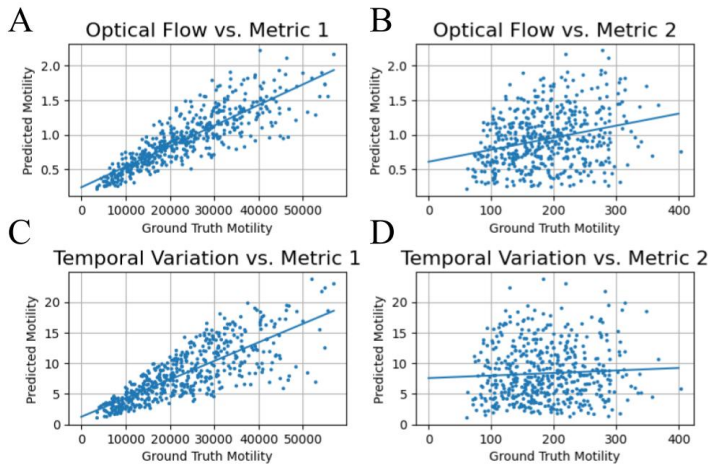 A
B
Optical Flow vs. Metric 1
Optical Flow vs. Metric 2
Predicted Motility
2.0
1.5
1.0
0.5
0 10000 20000 30000 40000 50000
Ground Truth Motility
Predicted Motility
2.0
1.5
1.0
0.5
0 100 200 300 400
Ground Truth Motility
C
D
Temporal Variation vs. Metric 1
Temporal Variation vs. Metric 2
Predicted Motility
20
15
10
5
0
0 10000 20000 30000 40000 50000
Ground Truth Motility
Predicted Motility
20
15
10
5
0
0 100 200 300 400
Ground Truth Motility